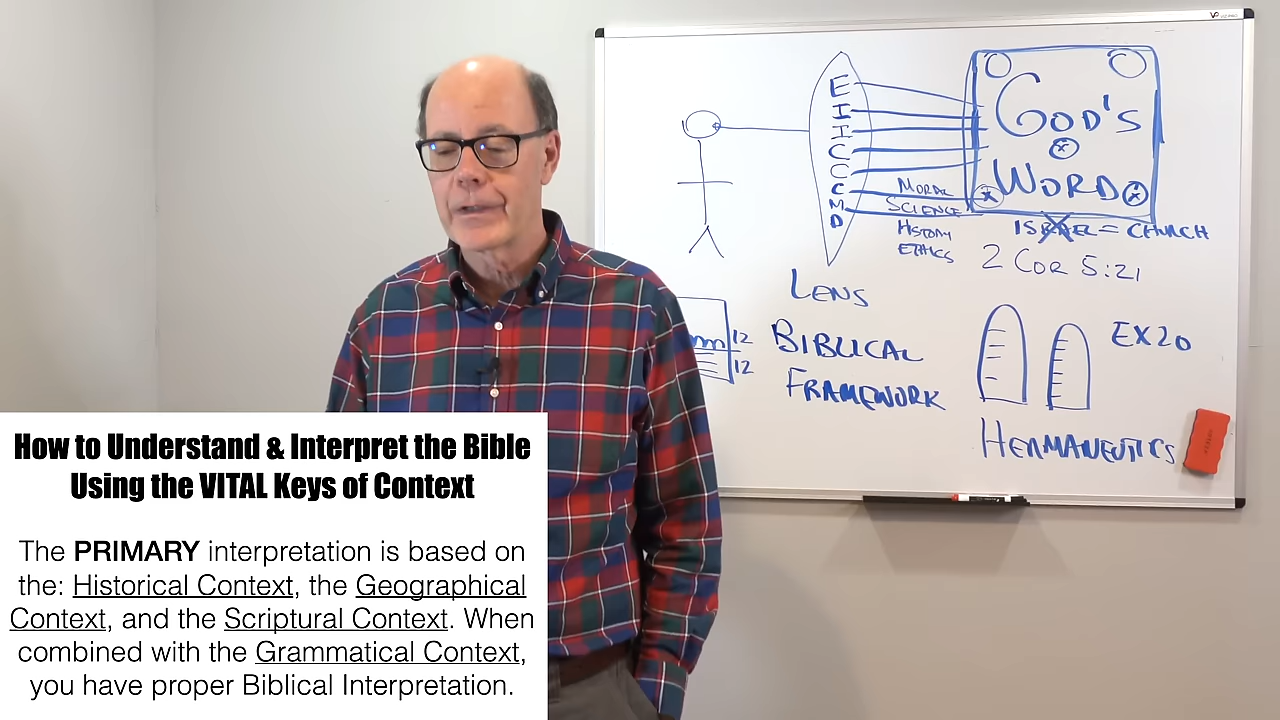 E
I
I
C
C
C
M
D
GOD'S
WORD
MORAL
SCIENCE
HISTORY
ETHICS
ISRAEL = CHURCH
2 COR 5:21
LENS
12
12
BIBLICAL
FRAMEWORK
EX20
HERMANEUTICS
How to Understand & Interpret the Bible
Using the VITAL Keys of Context
The PRIMARY interpretation is based on
the: Historical Context, the Geographical
Context, and the Scriptural Context. When
combined with the Grammatical Context,
you have proper Biblical Interpretation.